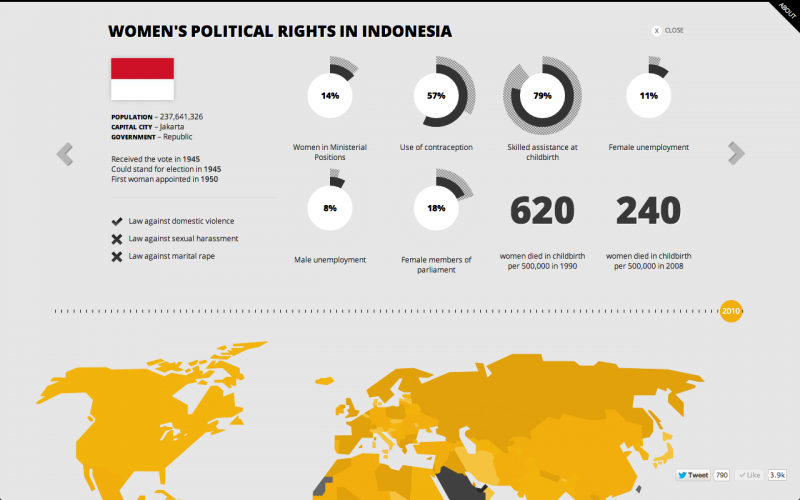 ABOUT
WOMEN'S POLITICAL RIGHTS IN INDONESIA
X CLOSE
POPULATION – 237,641,326
CAPITAL CITY – Jakarta
GOVERNMENT – Republic
Received the vote in 1945
Could stand for election in 1945
First woman appointed in 1950
Law against domestic violence
Law against sexual harassment
Law against marital rape
14%
Women in Ministerial
Positions
57%
Use of contraception
79%
Skilled assistance at
childbirth
11%
Female unemployment
8%
Male unemployment
18%
Female members of
parliament
620
women died in childbirth
per 500,000 in 1990
240
women died in childbirth
per 500,000 in 2008
2010
Tweet 790 Like 3.9k